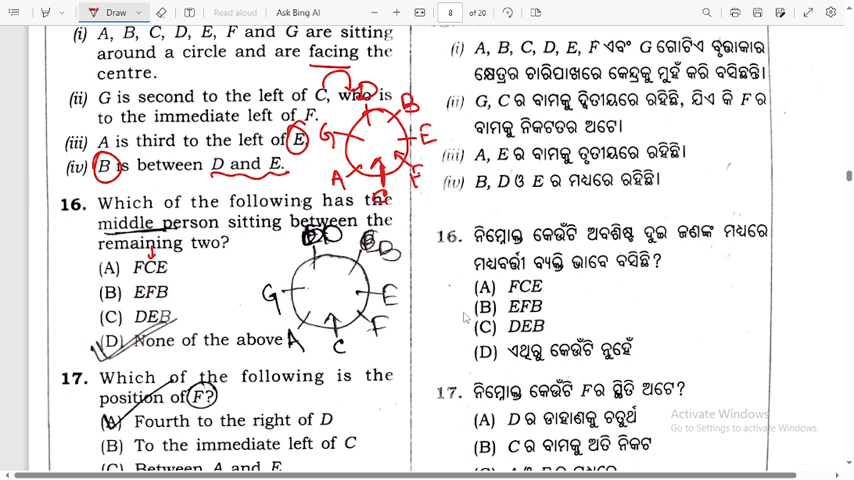 Draw
Read aloud
Ask Bing AI
8
of 20
(i) A, B, C, D, E, F and G are sitting
around a circle and are facing the
centre.
(ii) G is second to the left of C, who is
to the immediate left of F.
(iii) A is third to the left of E.
(iv) B is between D and E.
D
B
G
E
A
F
C
16. Which of the following has the
middle person sitting between the
remaining two?
(A) FCE
(B) EFB
(C) DEB
(D) None of the above
D
B
G
E
A
F
C
17. Which of the following is the
position of F?
(A) Fourth to the right of D
(B) To the immediate left of C
(C) Between A and E
(i) A, B, C, D, E, F ଏବଂ G ଗୋଟିଏ ବୃତ୍ତାକାର
କ୍ଷେତ୍ରର ଚାରିପାଖରେ କେନ୍ଦ୍ରକୁ ମୁହଁ କରି ବସିଛନ୍ତି।
(ii) G, C ର ବାମକୁ ଦ୍ଵିତୀୟରେ ରହିଛି, ଯିଏ କି F ର
ବାମକୁ ନିକଟତର ଅଟେ।
(iii) A, E ର ବାମକୁ ତୃତୀୟରେ ରହିଛି।
(iv) B, D ଓ E ର ମଧ୍ୟରେ ରହିଛି।
16. ନିମ୍ନୋକ୍ତ କେଉଁଟି ଅବଶିଷ୍ଟ ଦୁଇ ଜଣଙ୍କ ମଧ୍ୟରେ
ମଧ୍ୟବର୍ତ୍ତୀ ବ୍ୟକ୍ତି ଭାବେ ବସିଛି?
(A) FCE
(B) EFB
(C) DEB
(D) ଏଥିରୁ କେଉଁଟି ନୁହେଁ
17. ନିମ୍ନୋକ୍ତ କେଉଁଟି F ର ସ୍ଥିତି ଅଟେ?
(A) D ର ଡାହାଣକୁ ଚତୁର୍ଥ
(B) C ର ବାମକୁ ଅତି ନିକଟ
Activate Windows
Go to Settings to activate Windows.